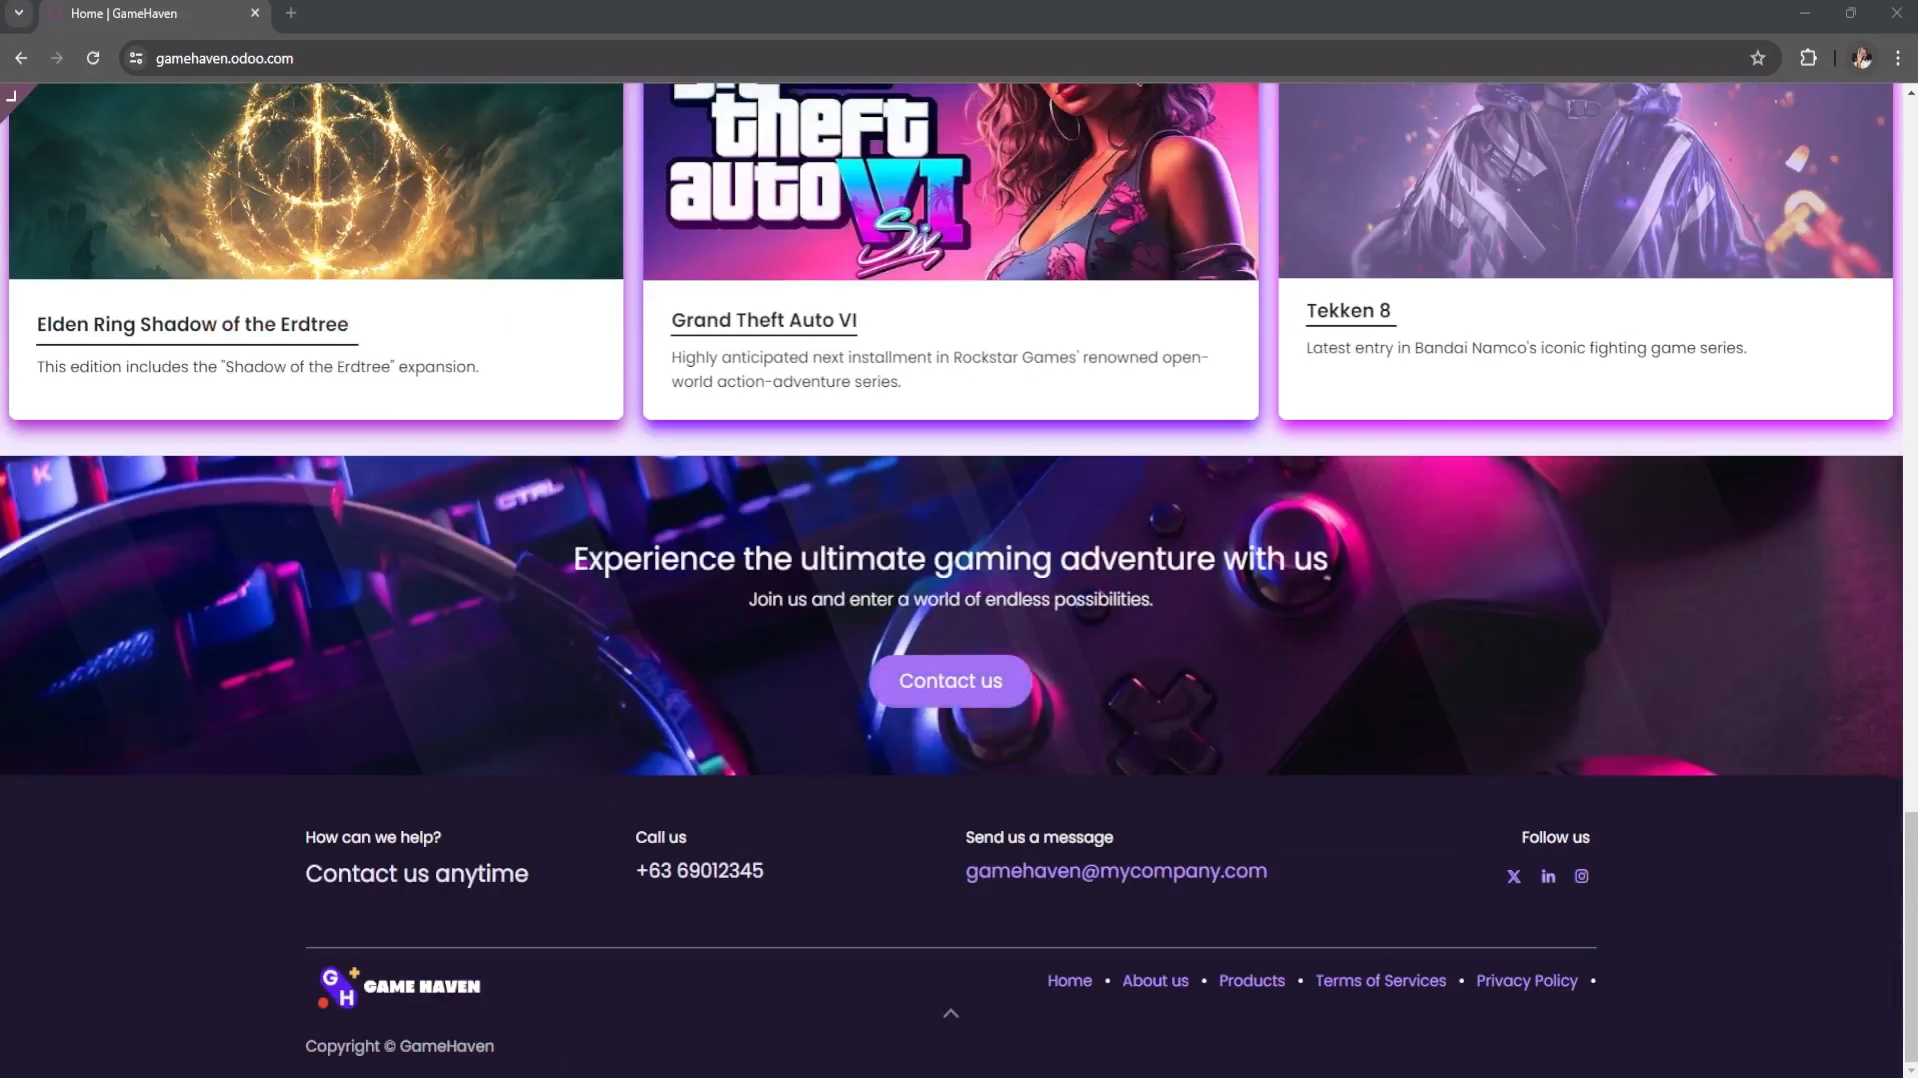 Home | GameHaven
gamehaven.odoo.com
theft
auto VI
Six
Elden Ring Shadow of the Erdtree
This edition includes the "Shadow of the Erdtree" expansion.
Grand Theft Auto VI
Highly anticipated next installment in Rockstar Games' renowned open-
world action-adventure series.
Tekken 8
Latest entry in Bandai Namco's iconic fighting game series.
K
CTRL
Experience the ultimate gaming adventure with us
Join us and enter a world of endless possibilities.
Contact us
How can we help?
Contact us anytime
Call us
+63 69012345
Send us a message
gamehaven@mycompany.com
Follow us
GH GAME HAVEN
Home • About us • Products • Terms of Services • Privacy Policy •
Copyright © GameHaven